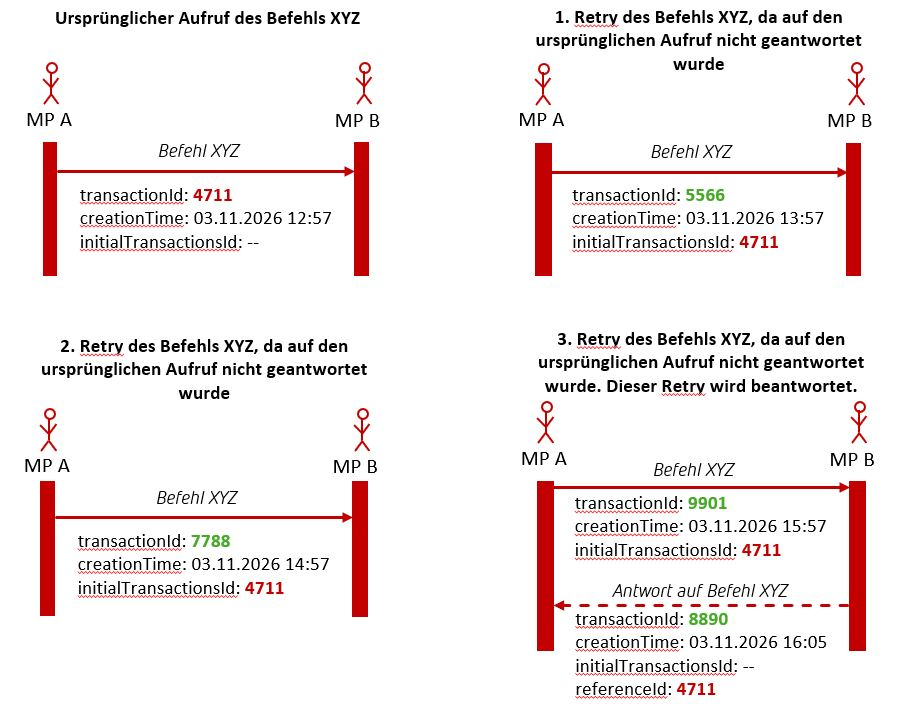 Ursprünglicher Aufruf des Befehls XYZ
MP A
MP B
Befehl XYZ
transactionId: 4711
creationTime: 03.11.2026 12:57
initialTransactionsId: --
1. Retry des Befehls XYZ, da auf den
ursprünglichen Aufruf nicht geantwortet
wurde
MP A
MP B
Befehl XYZ
transactionId: 5566
creationTime: 03.11.2026 13:57
initialTransactionsId: 4711
2. Retry des Befehls XYZ, da auf den
ursprünglichen Aufruf nicht geantwortet
wurde
MP A
MP B
Befehl XYZ
transactionId: 7788
creationTime: 03.11.2026 14:57
initialTransactionsId: 4711
3. Retry des Befehls XYZ, da auf den
ursprünglichen Aufruf nicht geantwortet
wurde. Dieser Retry wird beantwortet.
MP A
MP B
Befehl XYZ
transactionId: 9901
creationTime: 03.11.2026 15:57
initialTransactionsId: 4711
Antwort auf Befehl XYZ
transactionId: 8890
creationTime: 03.11.2026 16:05
initialTransactionsId: --
referenceId: 4711